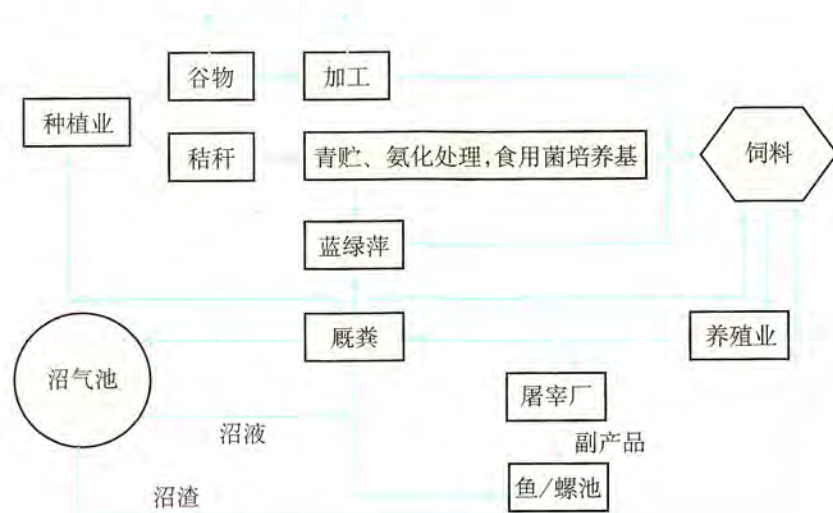 谷物
加工
种植业
秸秆
青贮、氨化处理,食用菌培养基
饲料
蓝绿萍
厩粪
养殖业
沼气池
屠宰厂
沼液
副产品
沼渣
鱼/螺池